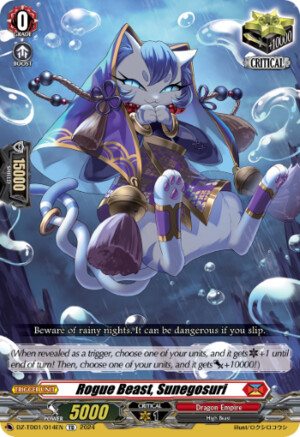 0
GRADE
BOOST
+10000
CRITICAL
15000
SHIELD
Beware of rainy nights. It can be dangerous if you slip.
(When revealed as a trigger, choose one of your units, and it gets +1 until
end of turn! Then, choose one of your units, and it gets +10000!)
TRIGGER UNIT
Rogue Beast, Sunegosuri
DZ-TD01/014EN TD 2024
POWER 5000
CRITICAL
1
Dragon Empire
High Beast